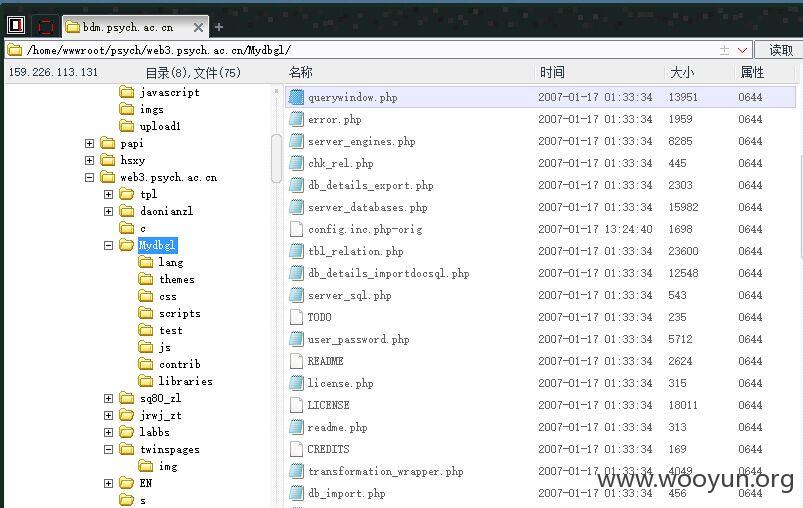 bdm.psych.ac.cn
/home/wwwroot/psych/web3.psych.ac.cn/Mydbgl/ 读取
159.226.113.131 目录(8),文件(75) 名称 时间 大小 属性
javascript
imgs
upload1
papi
hsxy
web3.psych.ac.cn
tpl
daonianzl
c
Mydbgl
lang
themes
css
scripts
test
js
contrib
libraries
sq80_zl
jrwj_zt
labbs
twinspages
img
EN
s
querywindow.php 2007-01-17 01:33:34 13951 0644
error.php 2007-01-17 01:33:34 1959 0644
server_engines.php 2007-01-17 01:33:34 8285 0644
chk_rel.php 2007-01-17 01:33:34 445 0644
db_details_export.php 2007-01-17 01:33:34 2303 0644
server_databases.php 2007-01-17 01:33:34 15982 0644
config.inc.php-orig 2007-01-17 13:24:40 1698 0644
tbl_relation.php 2007-01-17 01:33:34 23600 0644
db_details_importdocsql.php 2007-01-17 01:33:34 12548 0644
server_sql.php 2007-01-17 01:33:34 543 0644
TODO 2007-01-17 01:33:34 235 0644
user_password.php 2007-01-17 01:33:34 5712 0644
README 2007-01-17 01:33:34 2624 0644
license.php 2007-01-17 01:33:34 315 0644
LICENSE 2007-01-17 01:33:34 18011 0644
readme.php 2007-01-17 01:33:34 313 0644
CREDITS 2007-01-17 01:33:34 169 0644
transformation_wrapper.php 2007-01-17 01:33:34 4049 0644
db_import.php 2007-01-17 01:33:34 456 0644
www.wooyun.org